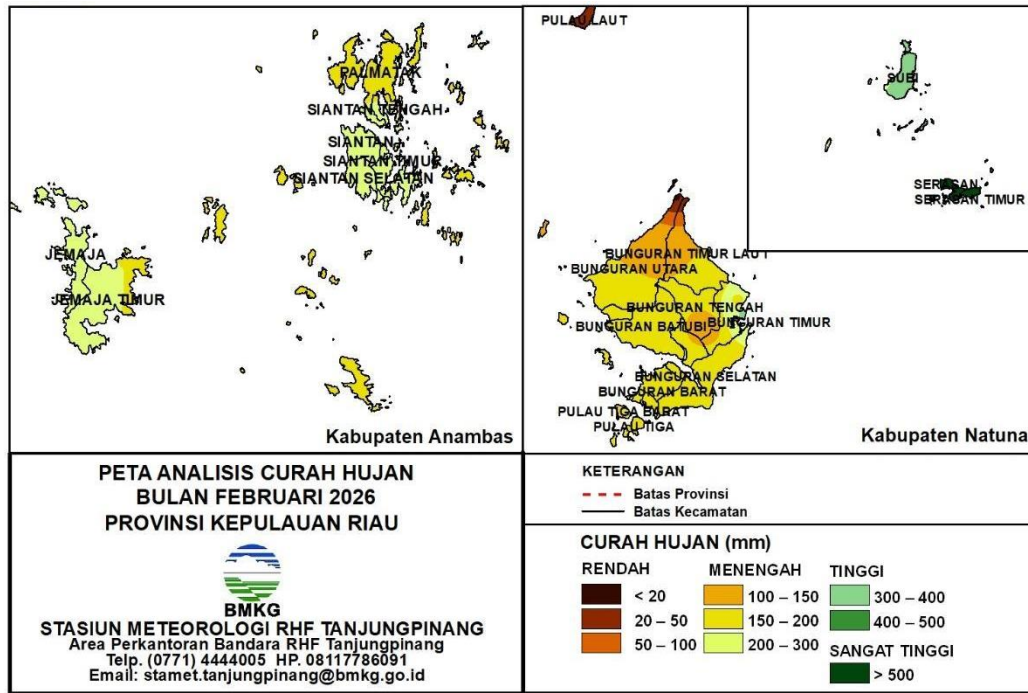 PULAU LAUT
PALMATAK
SIANTAN TENGAH
SIANTAN
SIANTAN TIMUR
SIANTAN SELATAN
JEMAJA
JEMAJA TIMUR
Kabupaten Anambas
SUBI
SERASAN
SERASAN TIMUR
BUNGURAN TIMUR LAUT
BUNGURAN UTARA
BUNGURAN TENGAH
BUNGURAN TIMUR
BUNGURAN BATUBI
BUNGURAN SELATAN
BUNGURAN BARAT
PULAU TIGA BARAT
PULAU TIGA
Kabupaten Natuna
PETA ANALISIS CURAH HUJAN
BULAN FEBRUARI 2026
PROVINSI KEPULAUAN RIAU
BMKG
STASIUN METEOROLOGI RHF TANJUNGPINANG
Area Perkantoran Bandara RHF Tanjungpinang
Telp. (0771) 4444005 HP. 08117786091
Email: stamet.tanjungpinang@bmkg.go.id
KETERANGAN
Batas Provinsi
Batas Kecamatan
CURAH HUJAN (mm)
RENDAH
< 20
20 – 50
50 – 100
MENENGAH
100 – 150
150 – 200
200 – 300
TINGGI
300 – 400
400 – 500
SANGAT TINGGI
> 500